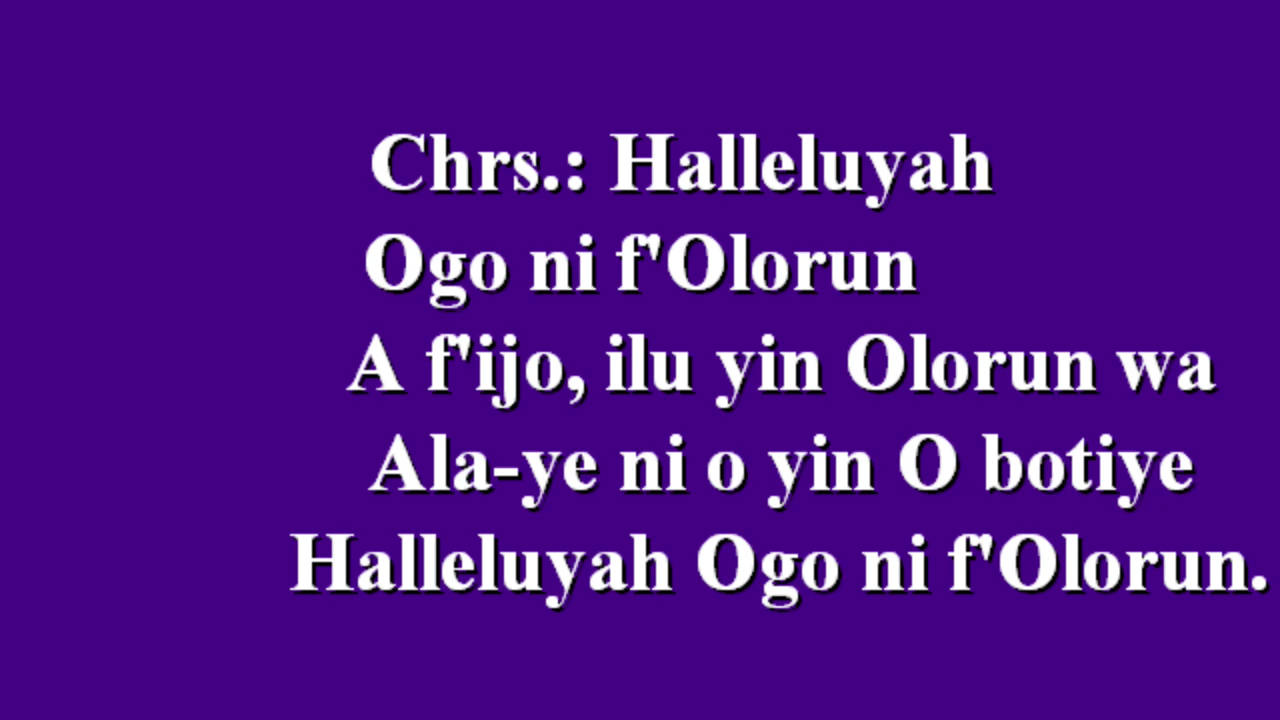 Chrs.: Halleluyah
Ogo ni f'Olorun
A f'ijo, ilu yin Olorun wa
Ala-ye ni o yin O botiye
Halleluyah Ogo ni f'Olorun.